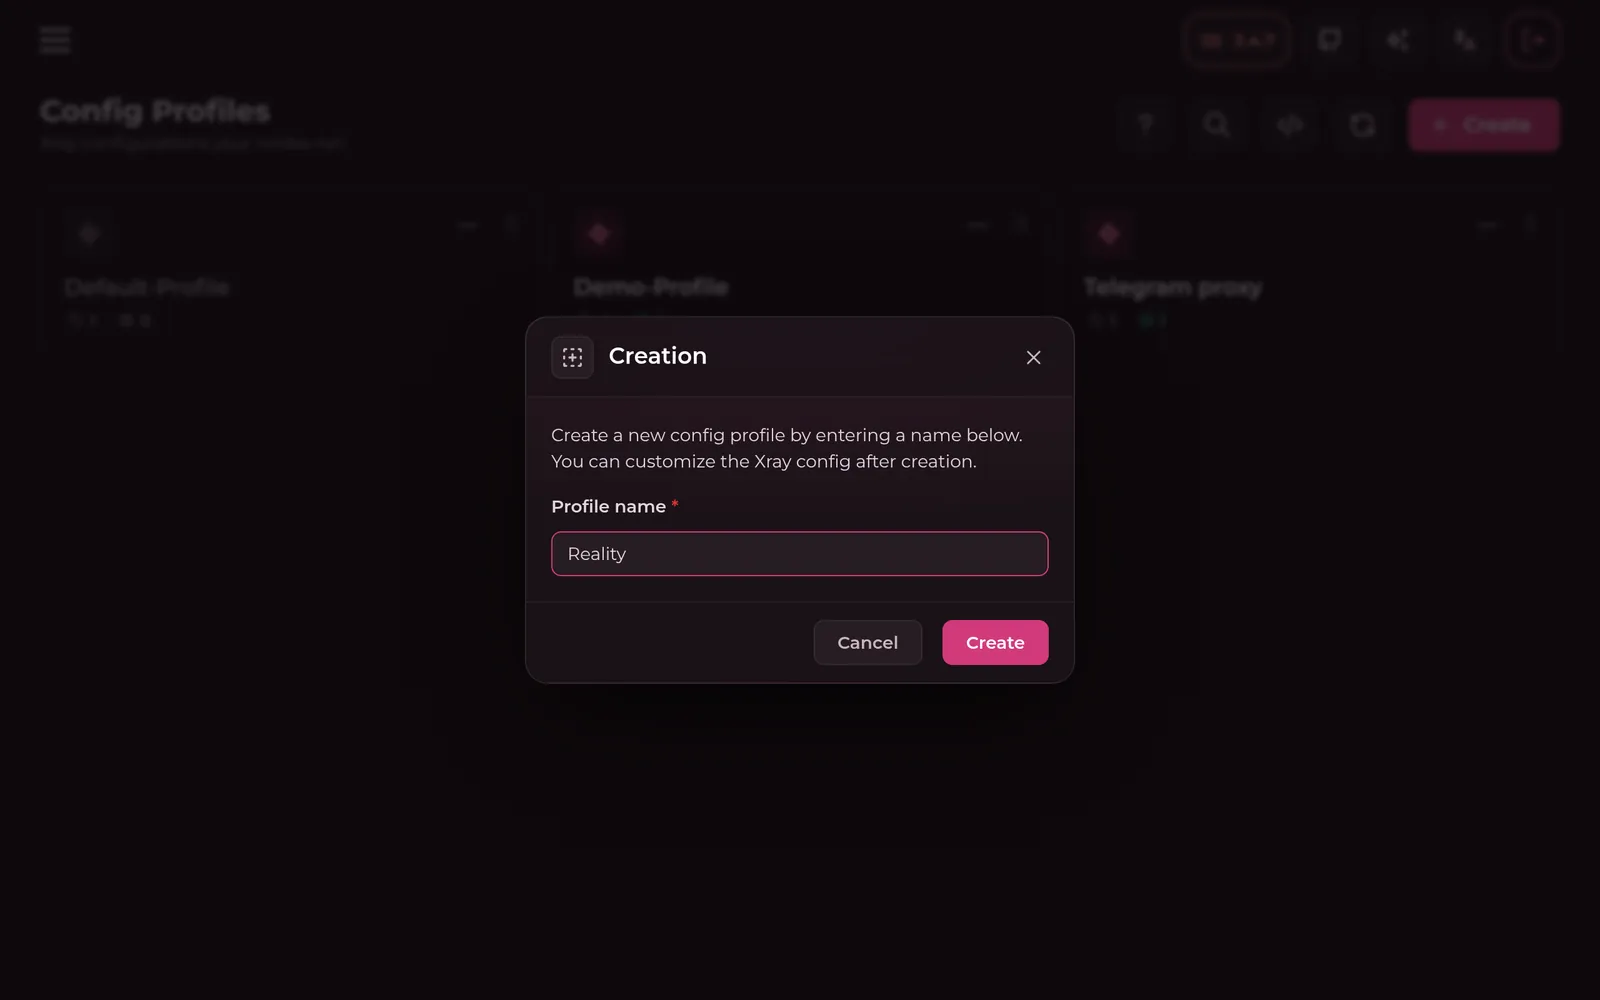 Config Profiles
Create
Default-Profile
Demo-Profile
Telegram proxy
Creation
Create a new config profile by entering a name below.
You can customize the Xray config after creation.
Profile name *
Reality
Cancel
Create